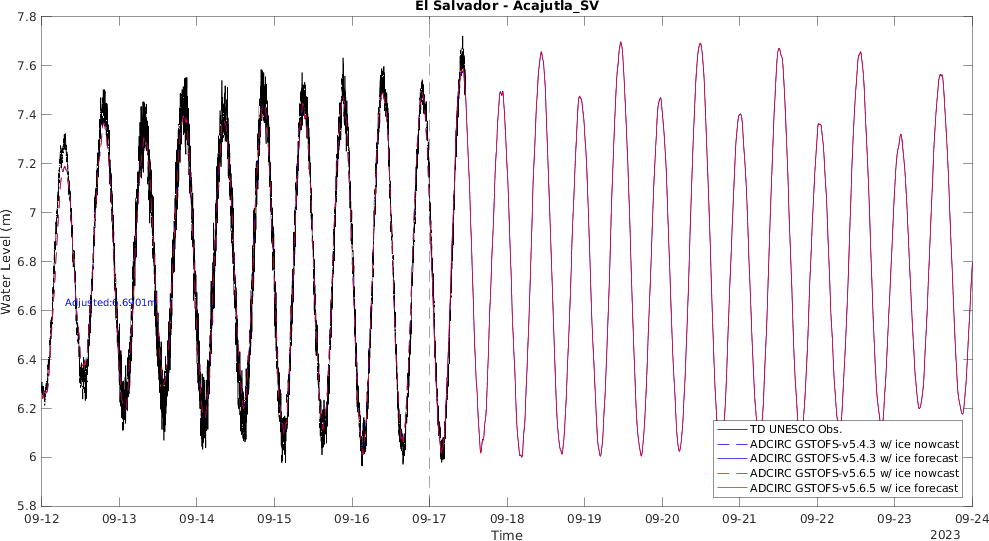 El Salvador - Acajutla_SV
7.8
7.6
7.4
7.2
7
6.8
6.6
6.4
6.2
6
5.8
Water Level (m)
Adjusted:6.6901m
TD UNESCO Obs.
ADCIRC GSTOFS-v5.4.3 w/ ice nowcast
ADCIRC GSTOFS-v5.4.3 w/ ice forecast
ADCIRC GSTOFS-v5.6.5 w/ ice nowcast
ADCIRC GSTOFS-v5.6.5 w/ ice forecast
09-12 09-13 09-14 09-15 09-16 09-17 09-18 09-19 09-20 09-21 09-22 09-23 09-24
Time
2023